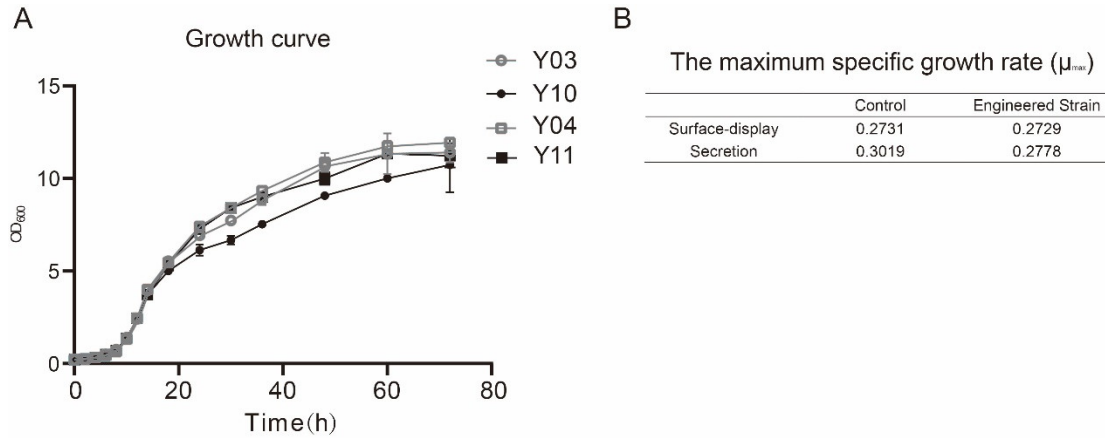 A
Growth curve
Y03
Y10
Y04
Y11
15
10
5
0
OD600
0 20 40 60 80
Time(h)
B
The maximum specific growth rate (μmax)
Control Engineered Strain
Surface-display 0.2731 0.2729
Secretion 0.3019 0.2778